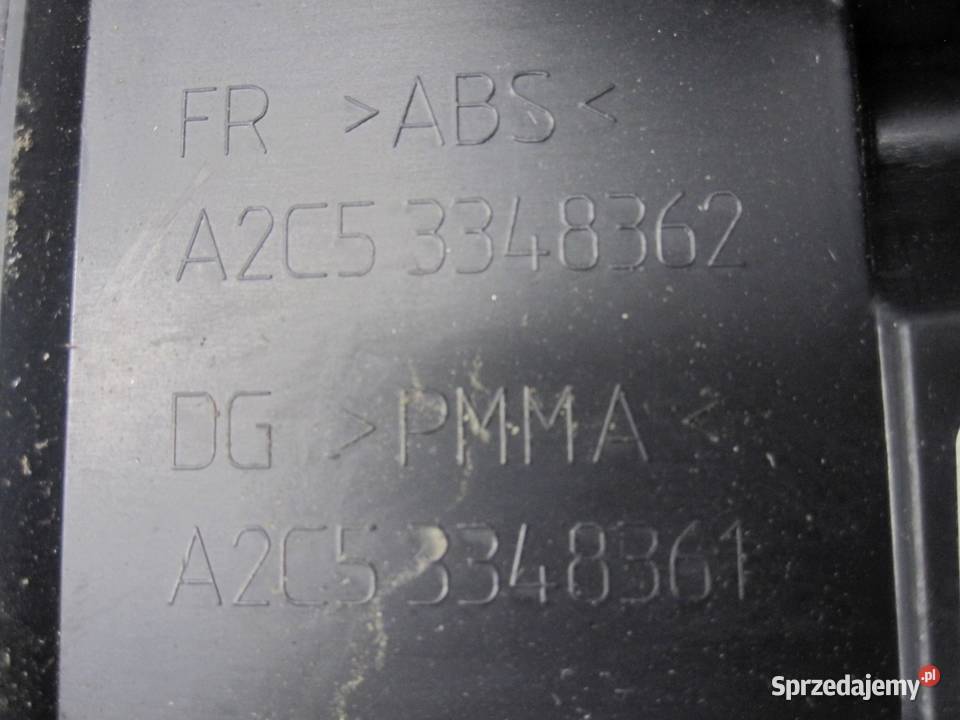 FR >ABS<
A2C5 3348362
DG >PMMA<
A2C5 3348361
Sprzedajemy.pl